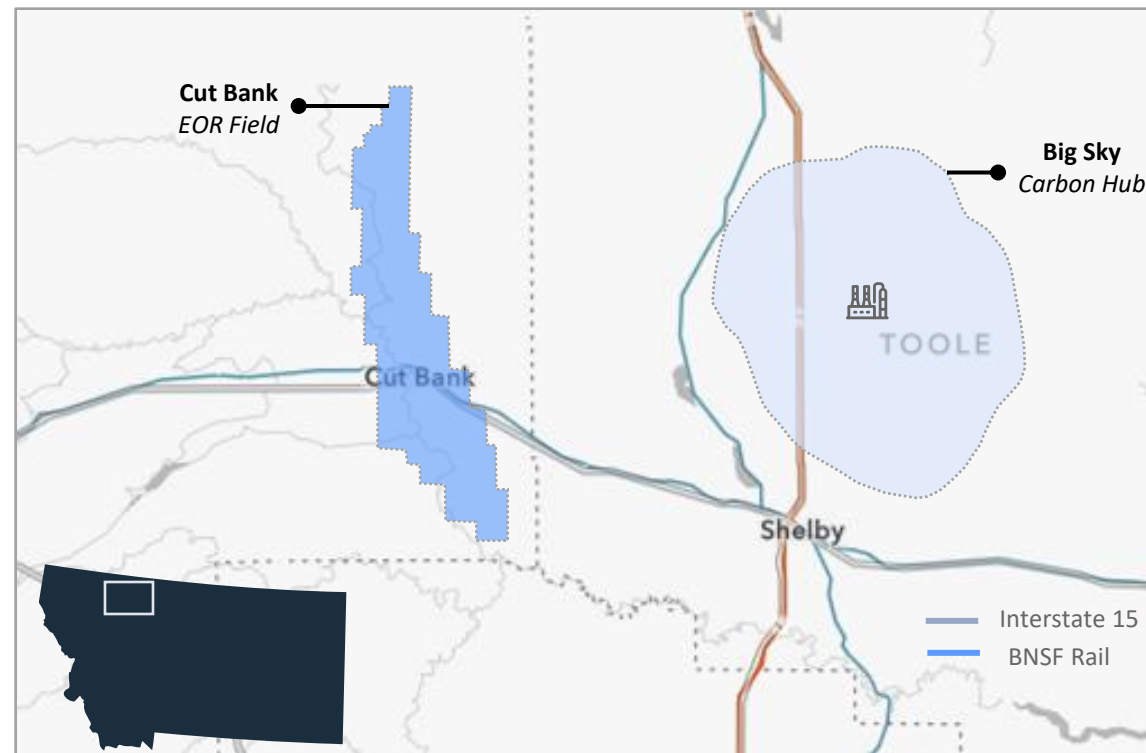 Cut Bank
EOR Field
Big Sky
Carbon Hub
TOOLE
Cut Bank
Shelby
Interstate 15
BNSF Rail